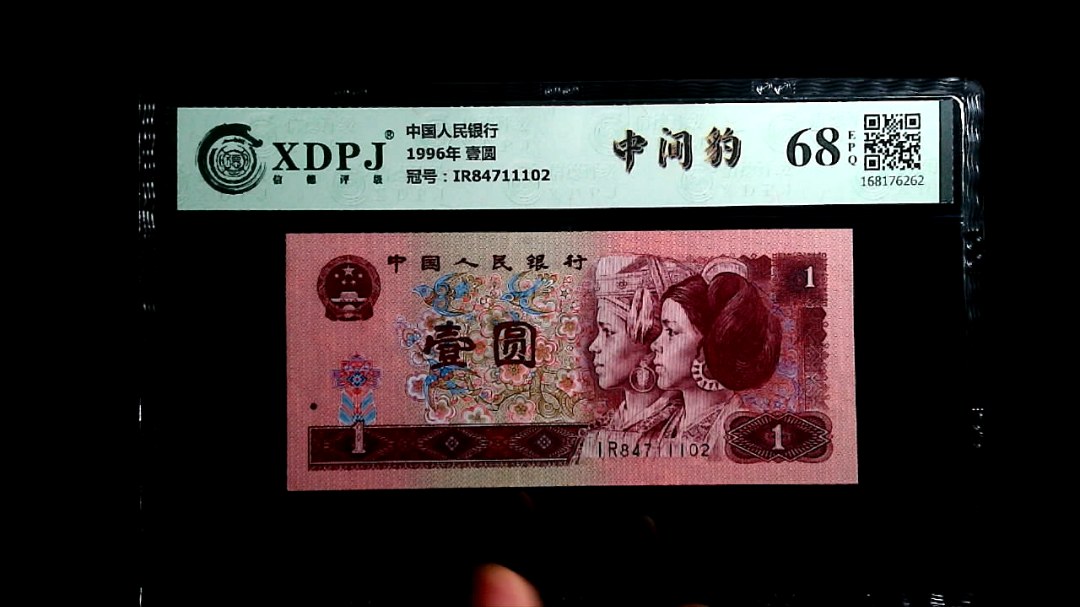 XDPJ®
信德评级
中国人民银行
1996年 壹圆
冠号：IR84711102
中间豹
68
EPQ
168176262
中国人民银行
1
壹圆
1
IR84711102
1